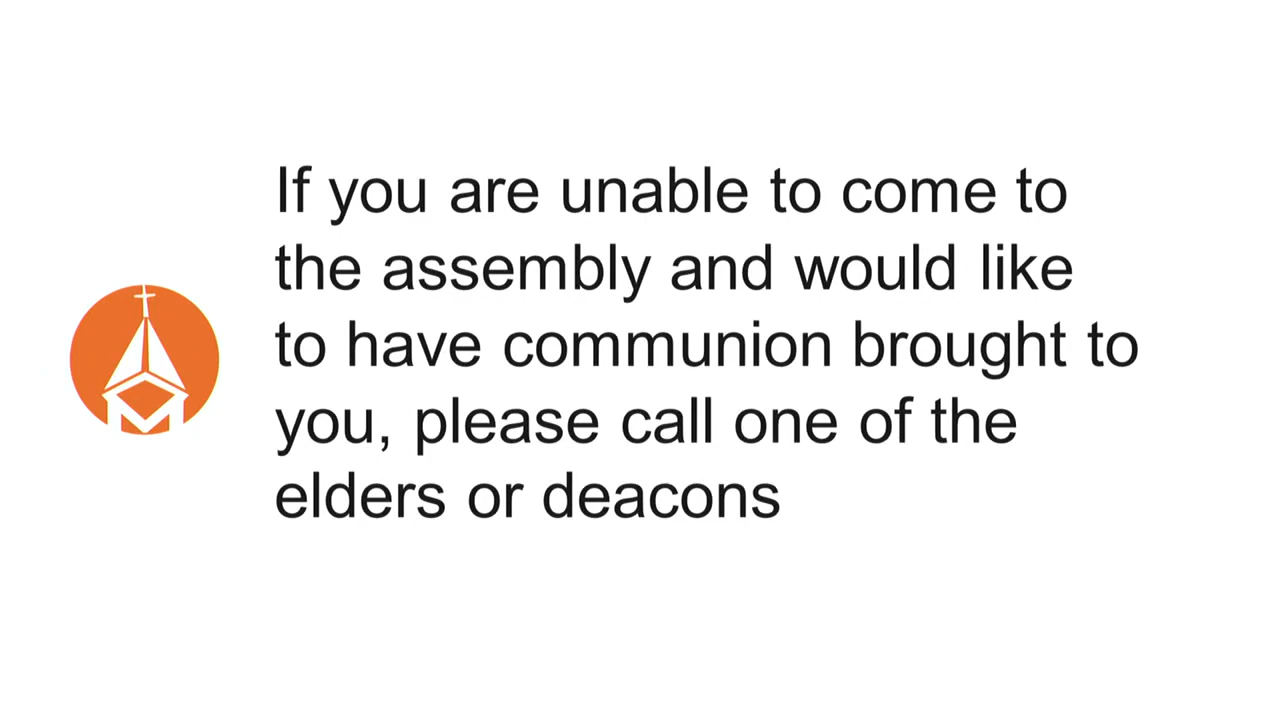 If you are unable to come to
the assembly and would like
to have communion brought to
you, please call one of the
elders or deacons